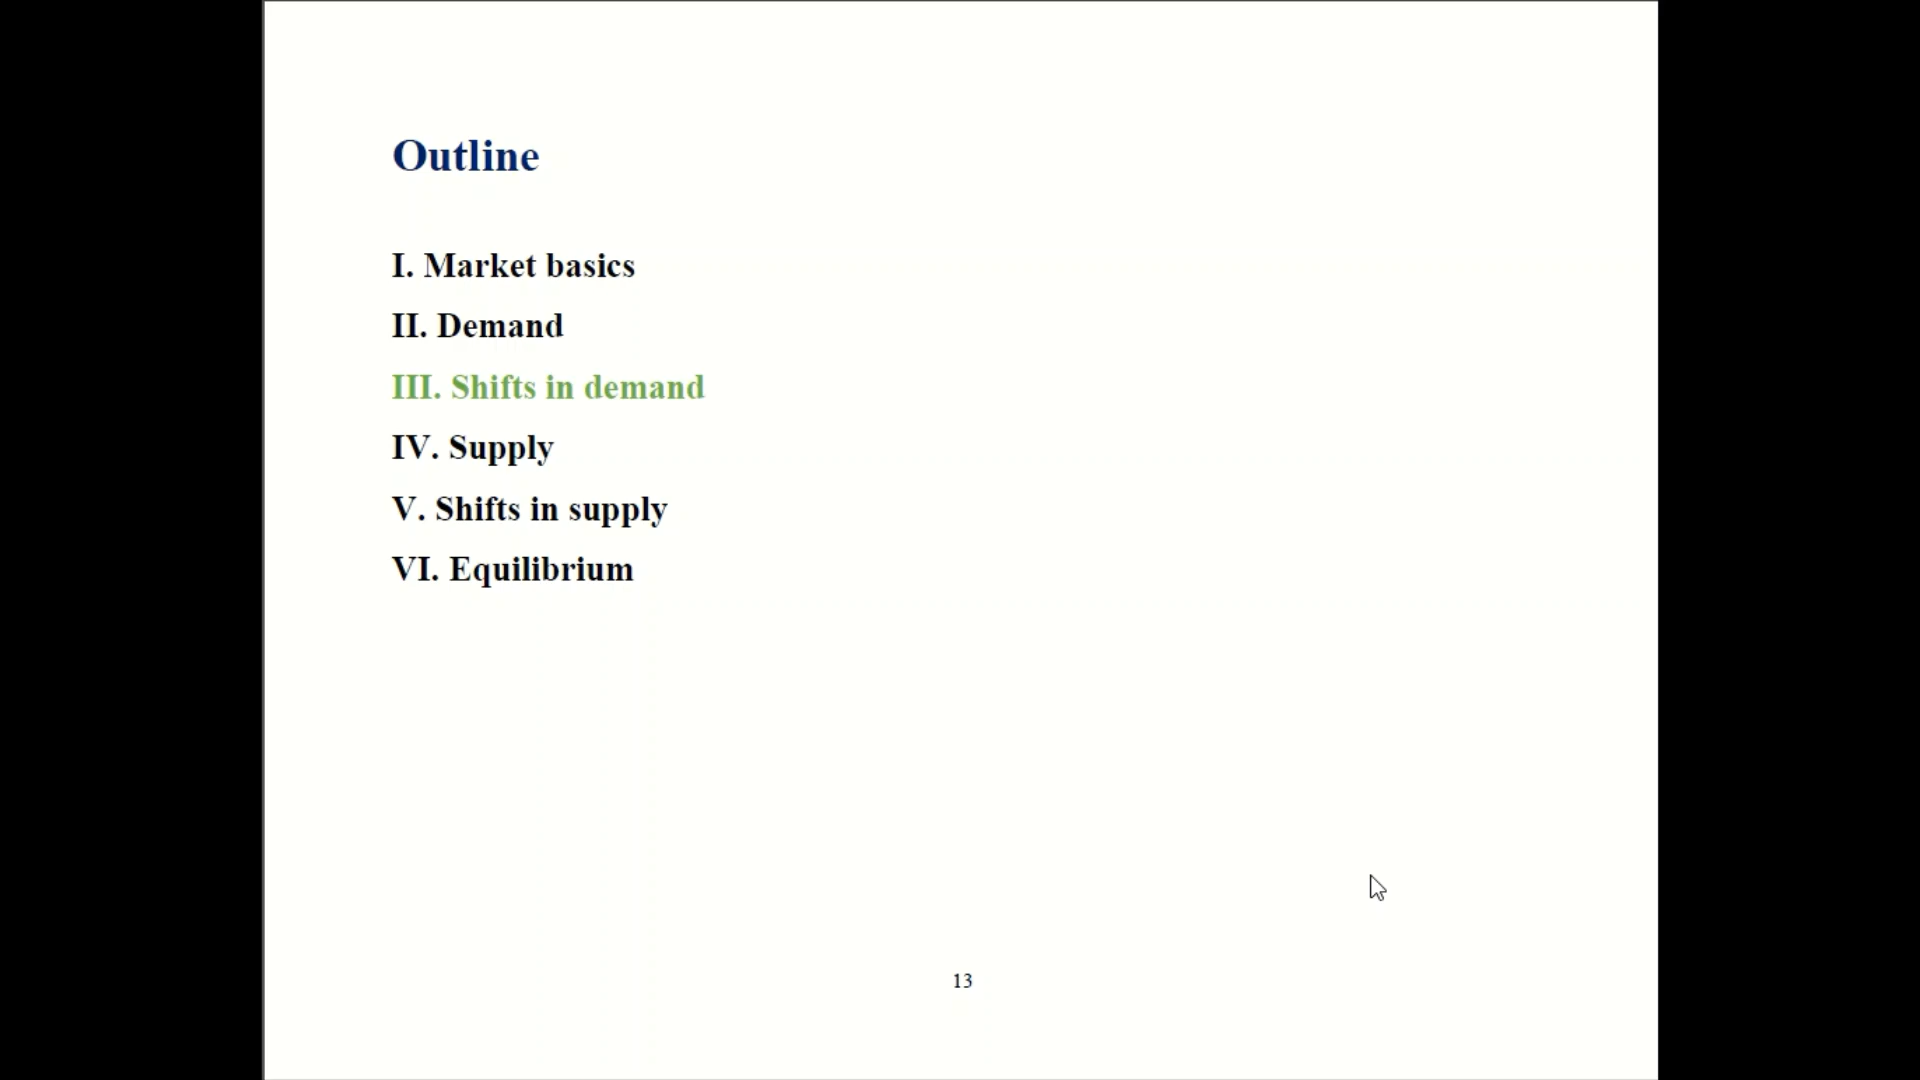 Outline
I. Market basics
II. Demand
III. Shifts in demand
IV. Supply
V. Shifts in supply
VI. Equilibrium
13